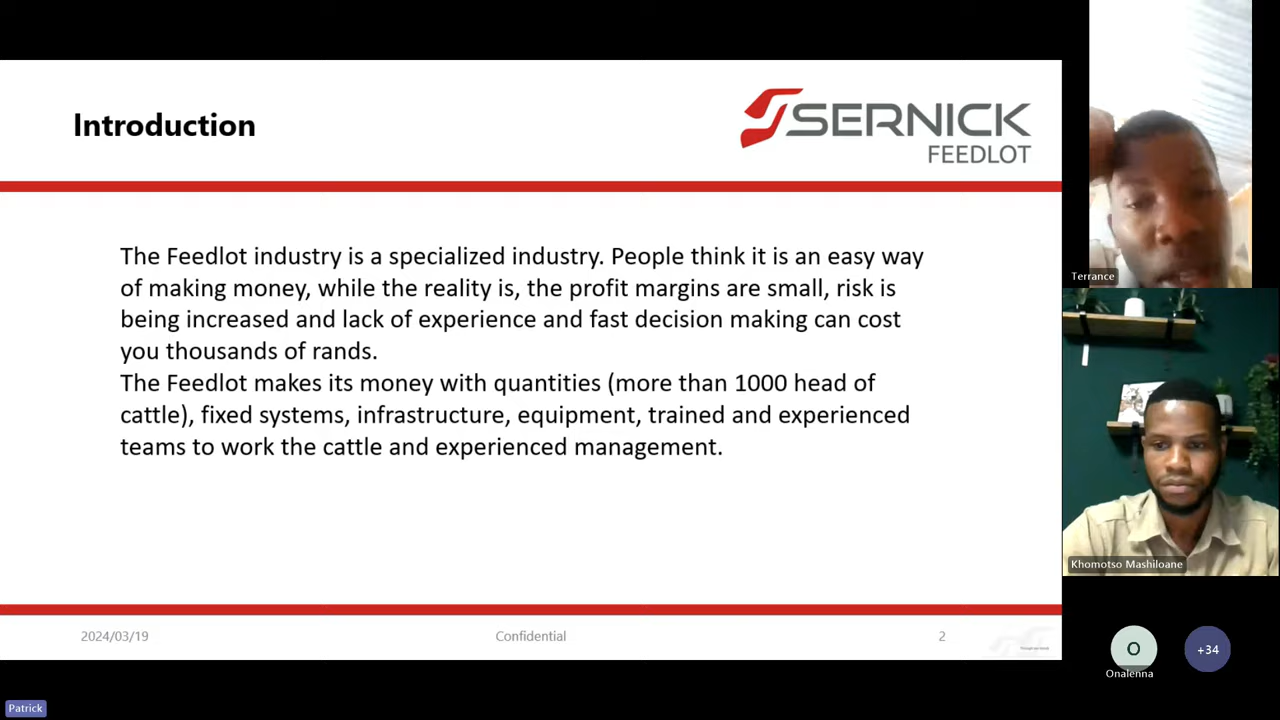 Introduction
SERNICK
FEEDLOT
The Feedlot industry is a specialized industry. People think it is an easy way
of making money, while the reality is, the profit margins are small, risk is
being increased and lack of experience and fast decision making can cost
you thousands of rands.
The Feedlot makes its money with quantities (more than 1000 head of
cattle), fixed systems, infrastructure, equipment, trained and experienced
teams to work the cattle and experienced management.
2024/03/19
Confidential
2
Terrance
Khomotso Mashiloane
O
Onalenna
+34
Patrick